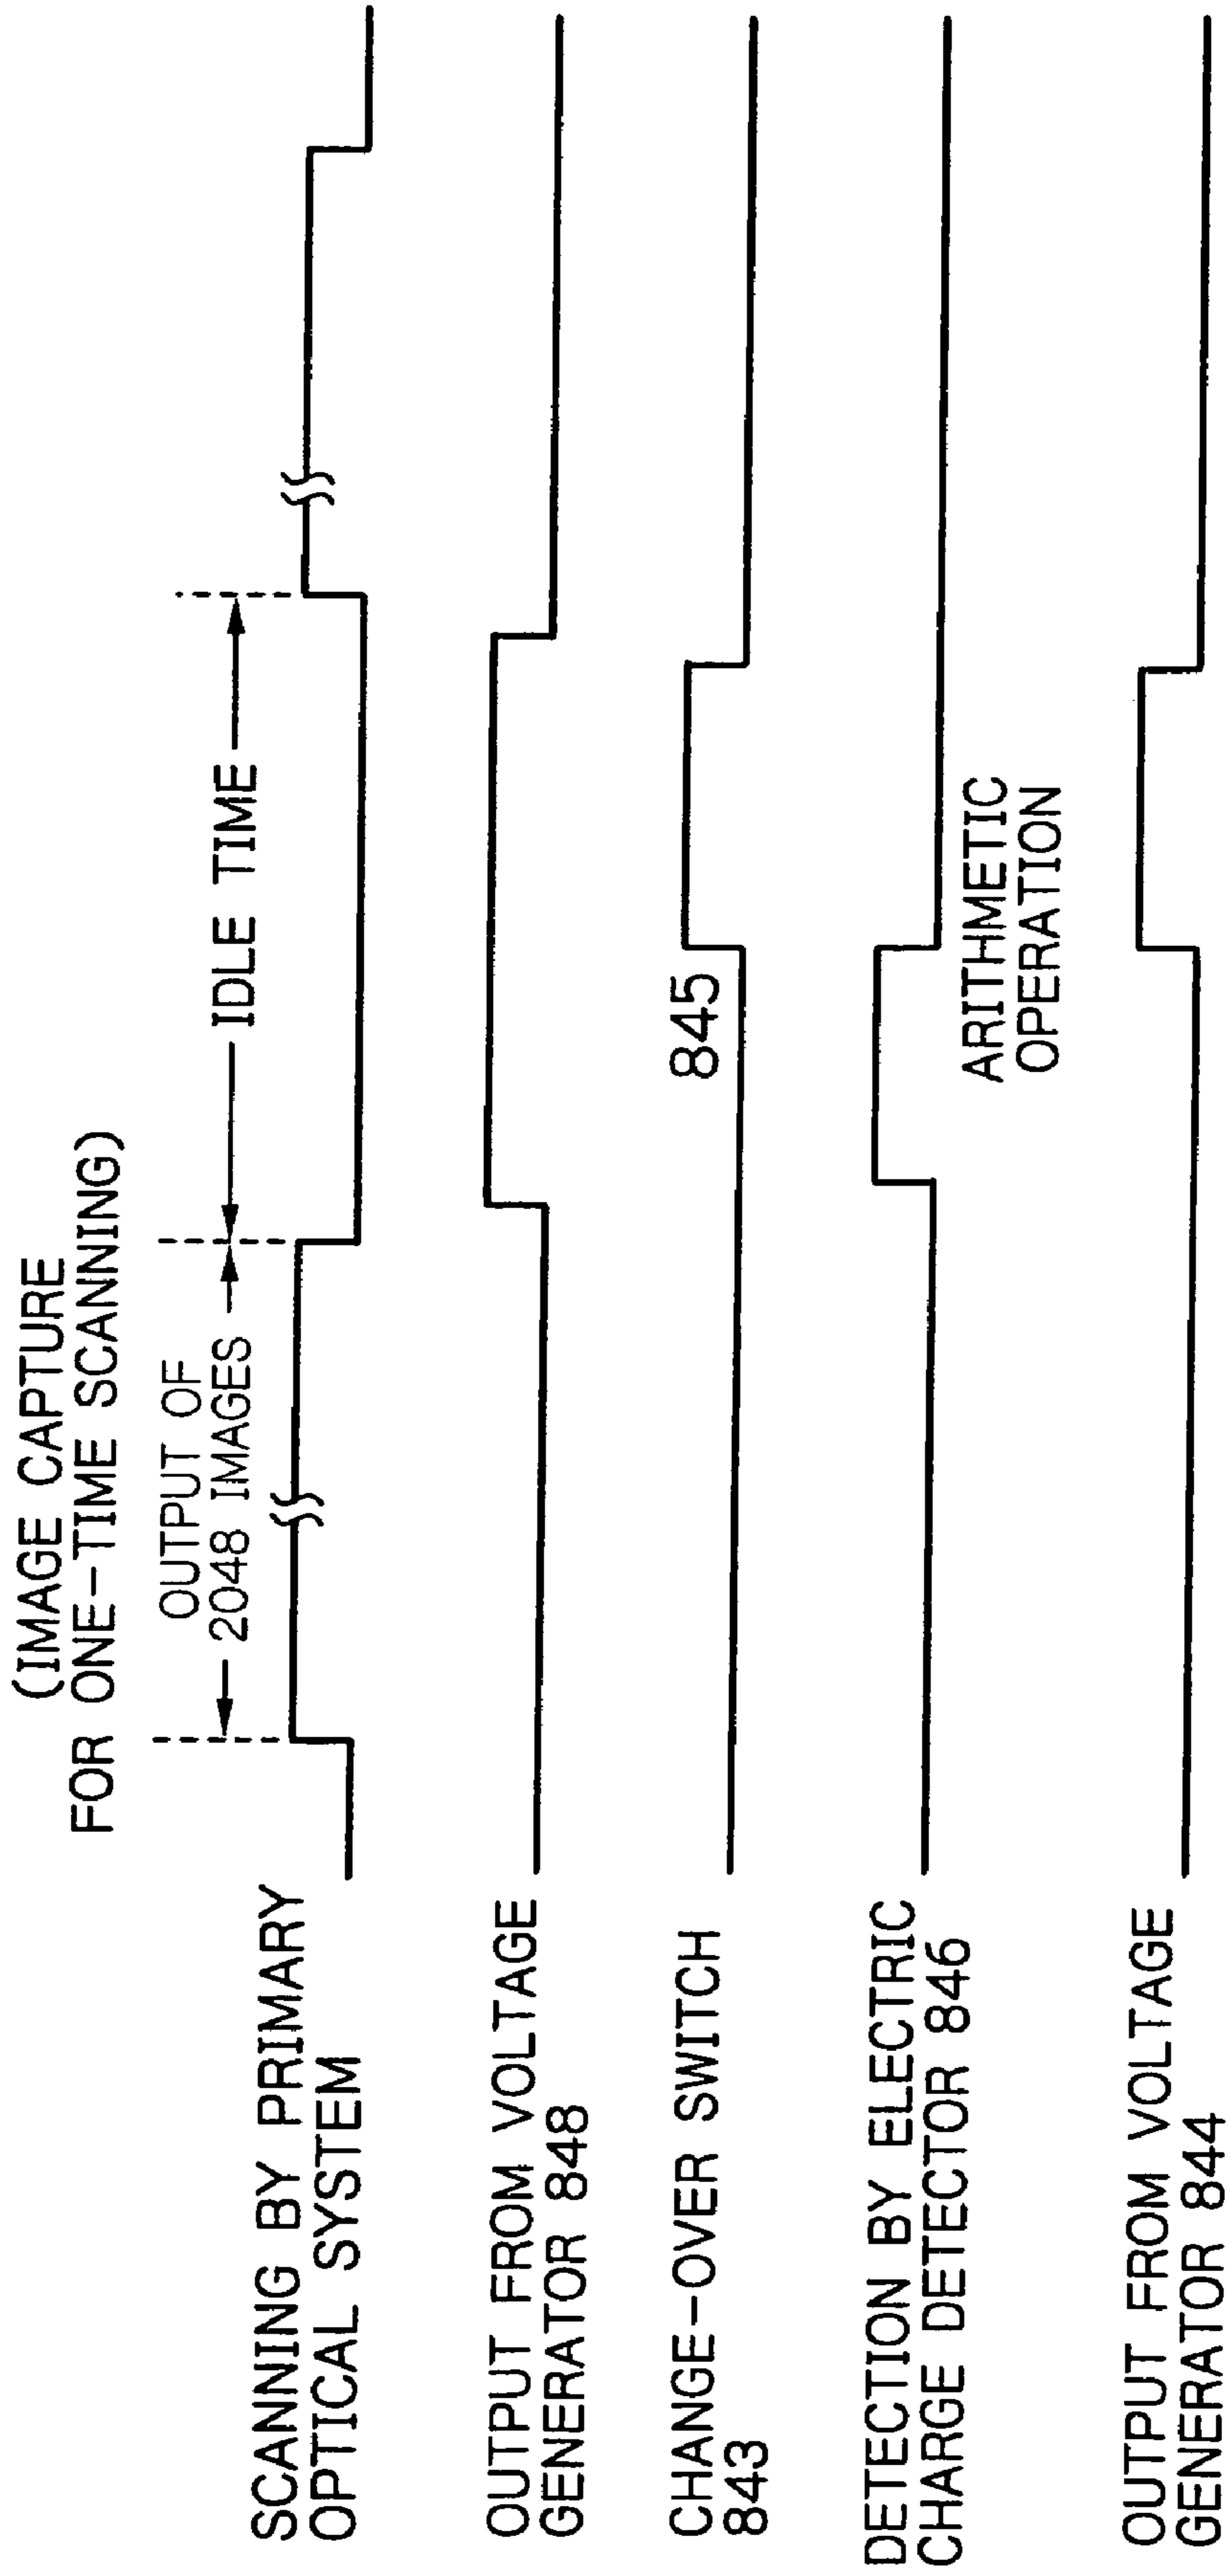 (IMAGE CAPTURE
FOR ONE-TIME SCANNING)
OUTPUT OF
2048 IMAGES
IDLE TIME
SCANNING BY PRIMARY
OPTICAL SYSTEM
OUTPUT FROM VOLTAGE
GENERATOR 848
CHANGE-OVER SWITCH
843
845
DETECTION BY ELECTRIC
CHARGE DETECTOR 846
ARITHMETIC
OPERATION
OUTPUT FROM VOLTAGE
GENERATOR 844